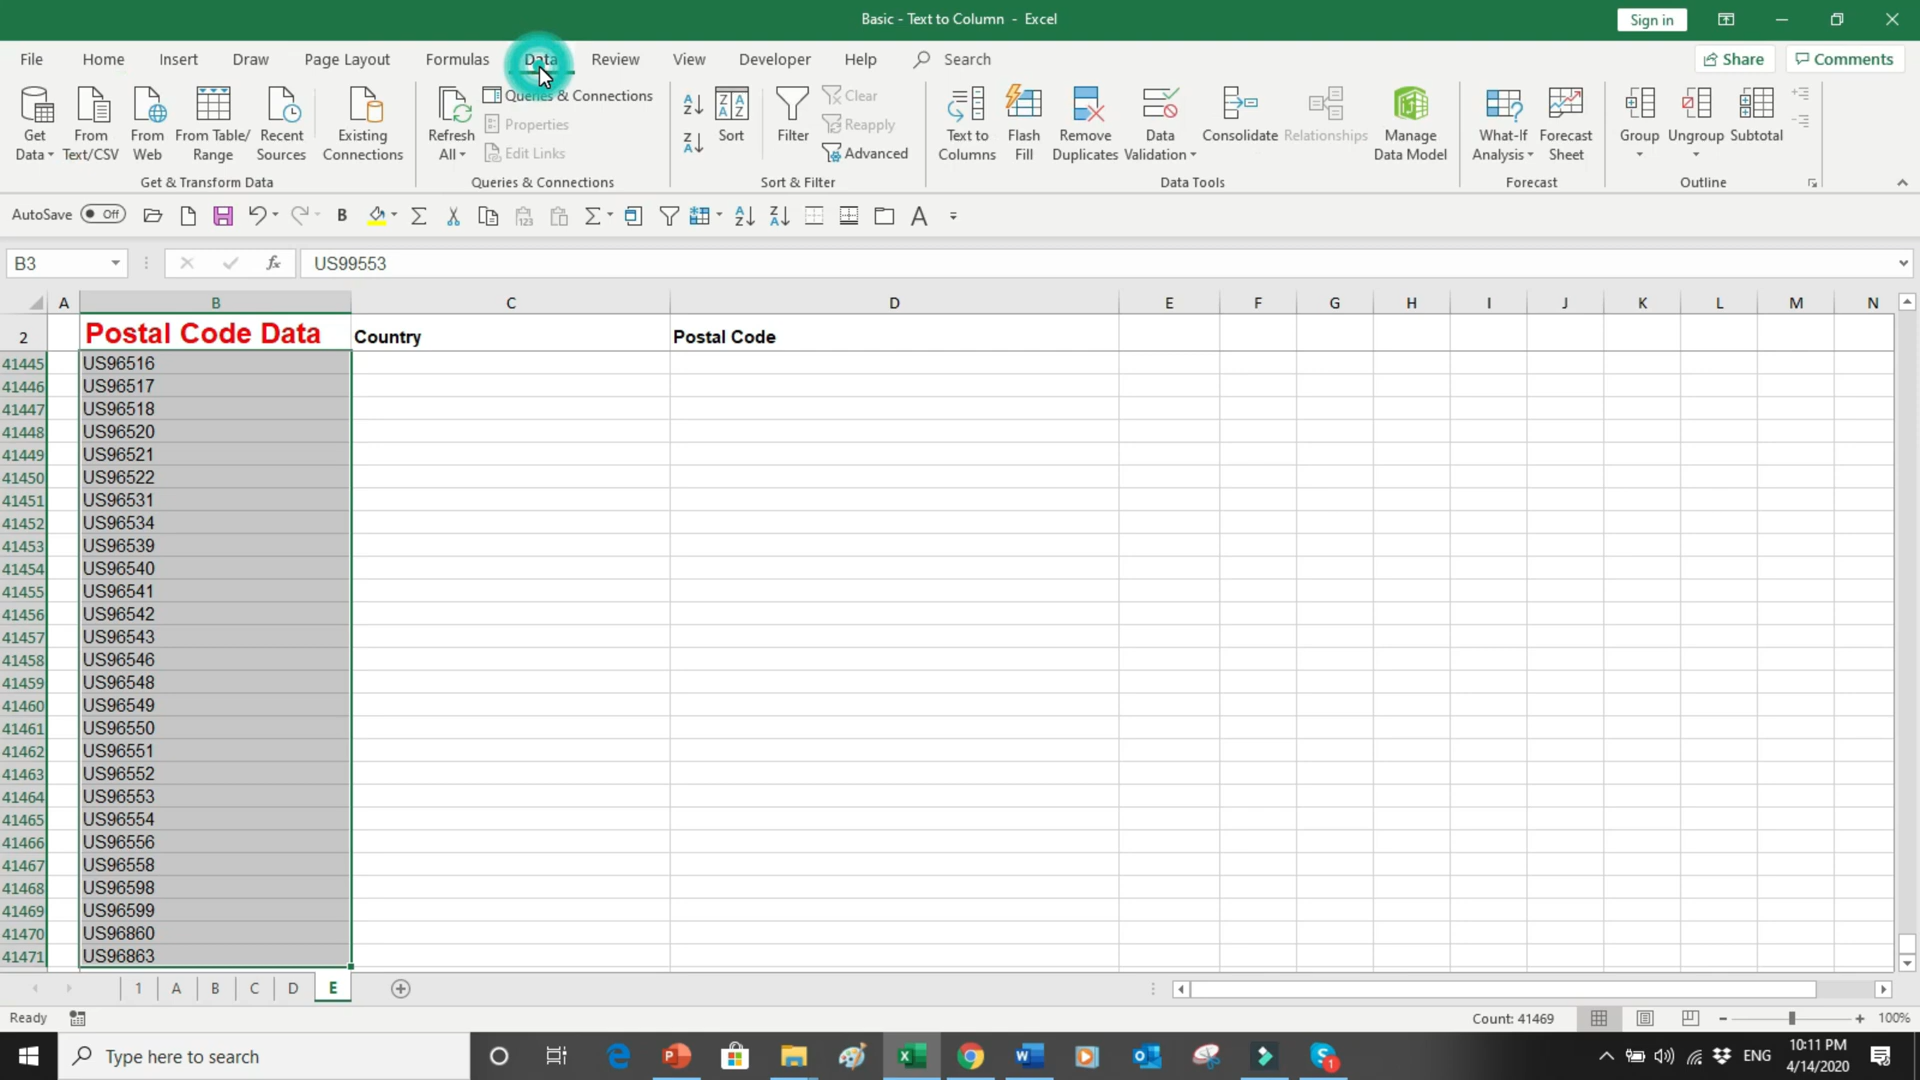 Basic - Text to Column - Excel
Sign in
File Home Insert Draw Page Layout Formulas Data Review View Developer Help Search Share Comments
Get Data From Text/CSV From Web From Table/ Range Recent Sources Existing Connections
Get & Transform Data
Refresh All Queries & Connections Properties Edit Links
Queries & Connections
Sort Filter Clear Reapply Advanced
Sort & Filter
Text to Columns Flash Fill Remove Duplicates Data Validation Consolidate Relationships Manage Data Model
Data Tools
What-If Analysis Forecast Sheet
Forecast
Group Ungroup Subtotal
Outline
AutoSave Off
B3 fx US99553
A B C D E F G H I J K L M N
2 Postal Code Data Country Postal Code
41445 US96516
41446 US96517
41447 US96518
41448 US96520
41449 US96521
41450 US96522
41451 US96531
41452 US96534
41453 US96539
41454 US96540
41455 US96541
41456 US96542
41457 US96543
41458 US96546
41459 US96548
41460 US96549
41461 US96550
41462 US96551
41463 US96552
41464 US96553
41465 US96554
41466 US96556
41467 US96558
41468 US96598
41469 US96599
41470 US96860
41471 US96863
1 A B C D E
Ready Count: 41469 100%
Type here to search ENG 10:11 PM
4/14/2020